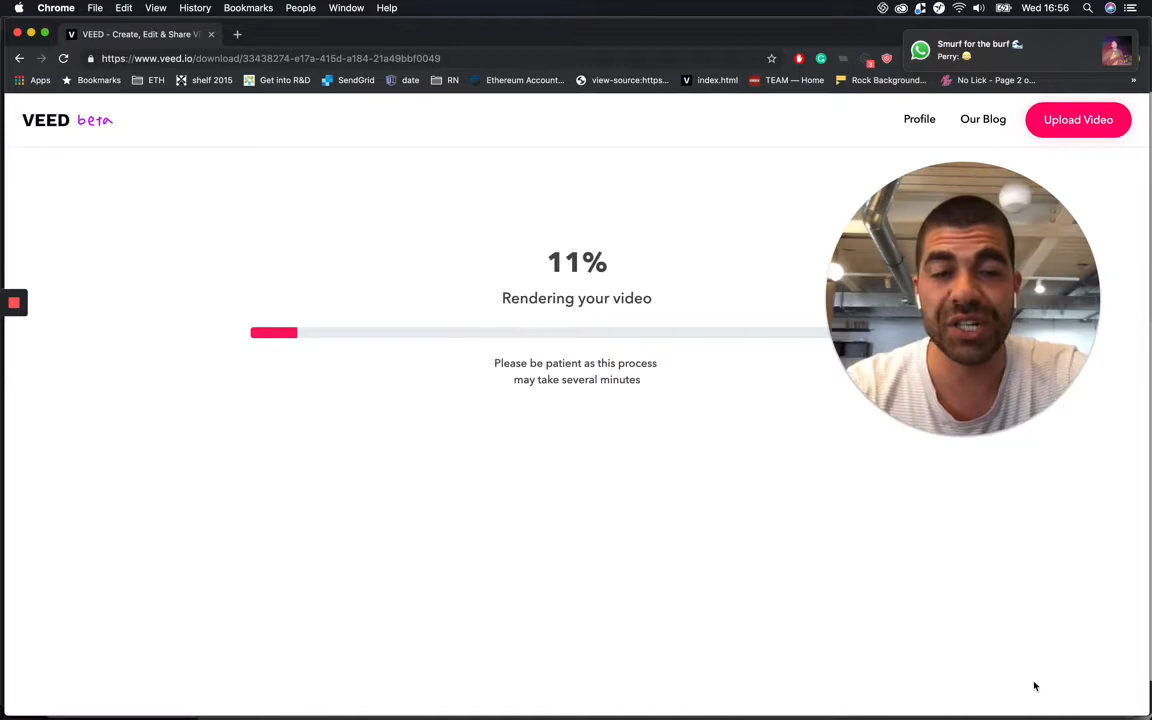 Chrome File Edit View History Bookmarks People Window Help Wed 16:56
VEED - Create, Edit & Share Vi
https://www.veed.io/download/33438274-e17a-415d-a184-21a49bbf0049
Smurf for the burf 🌊
Perry: 😂
Apps Bookmarks ETH shelf 2015 Get into R&D SendGrid date RN Ethereum Account... view-source:https... index.html TEAM — Home Rock Background... No Lick - Page 2 o... »
VEED beta Profile Our Blog Upload Video
11%
Rendering your video
Please be patient as this process
may take several minutes